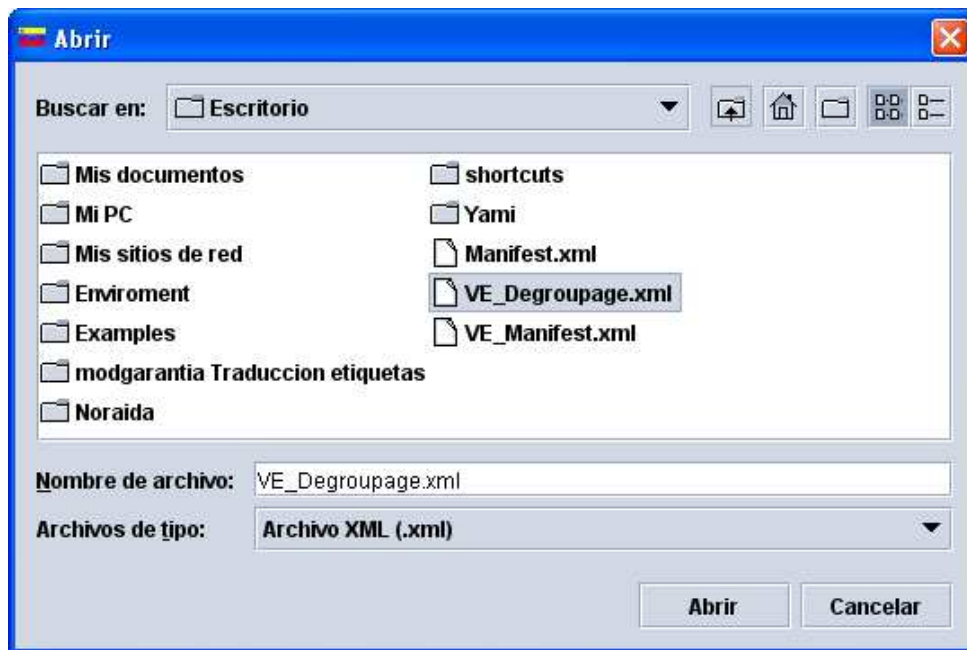 Abrir
Buscar en: Escritorio
Mis documentos
Mi PC
Mis sitios de red
Enviroment
Examples
modgarantia Traduccion etiquetas
Noraida
shortcuts
Yami
Manifest.xml
VE_Degroupage.xml
VE_Manifest.xml
Nombre de archivo: VE_Degroupage.xml
Archivos de tipo: Archivo XML (.xml)
Abrir Cancelar